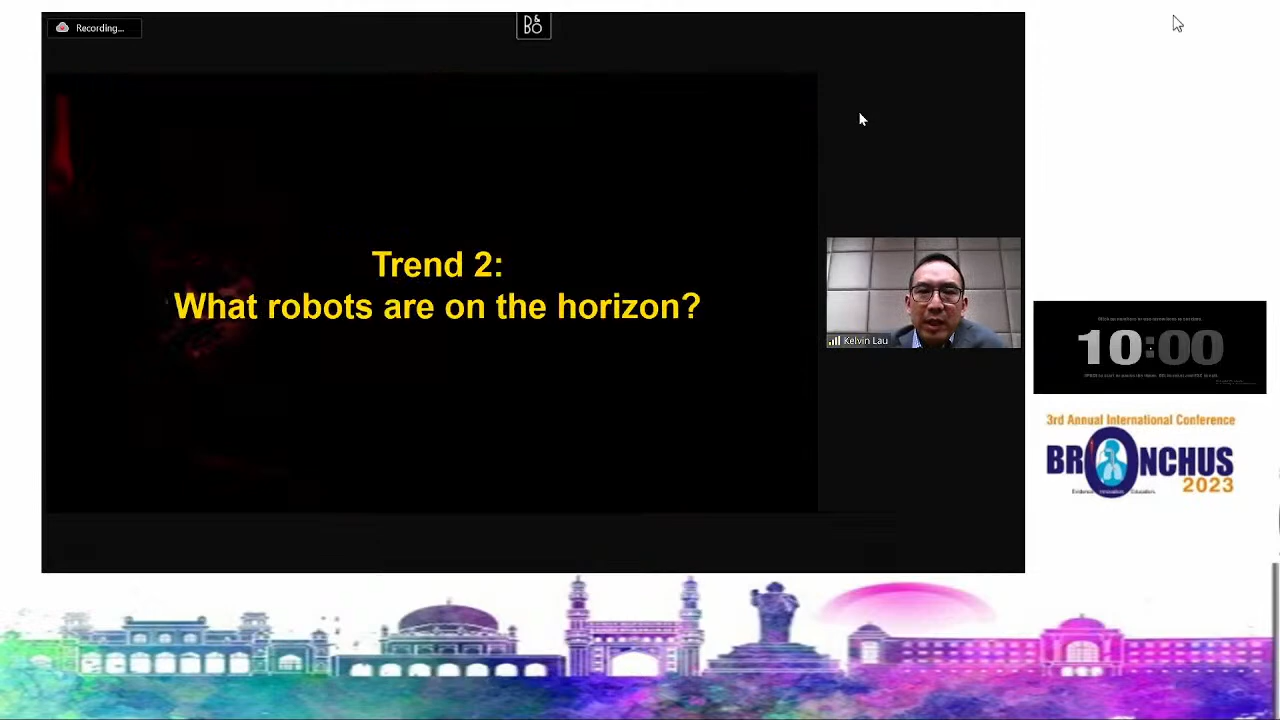 Recording...
B&O
Trend 2:
What robots are on the horizon?
Kelvin Lau
10:00
3rd Annual International Conference
BRONCHUS
2023